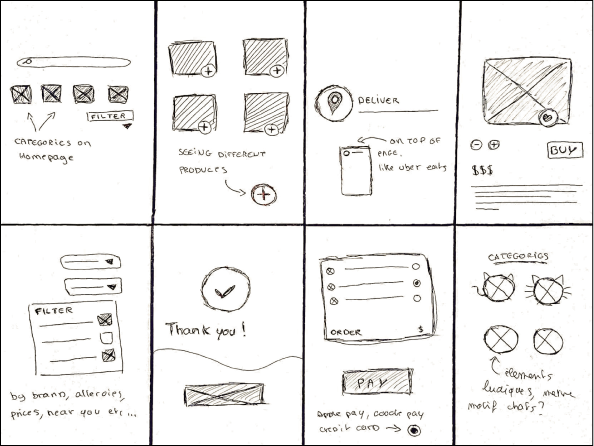 FILTER
CATEGORIES on
Homepage
SEEING DIFFERENT
PRODUCTS
DELIVER
ON TOP OF
PAGE.
like uber eats
BUY
$$$
FILTER
by brand, allergies,
prices, near you etc...
Thank you!
ORDER $
PAY
apple pay, google pay
credit card
CATEGORIES
éléments
ludiques, même
motif chats?